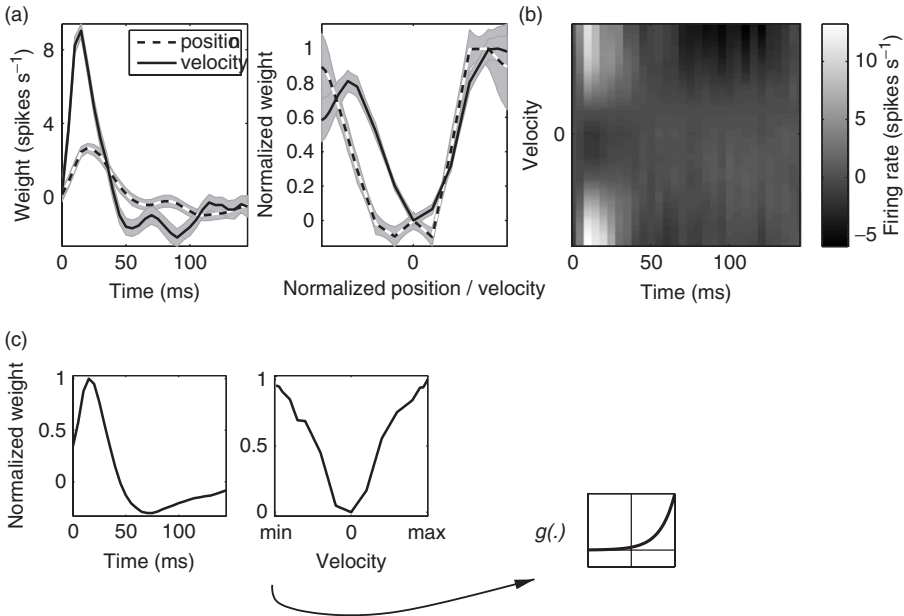 (a)
Weight (spikes s⁻¹)
8
4
0
0
50
100
Time (ms)
position
velocity
Normalized weight
1
0.8
0.6
0.4
0.2
0
0
Normalized position / velocity
(b)
Velocity
0
0
50
100
Time (ms)
10
5
0
−5
Firing rate (spikes s⁻¹)
(c)
Normalized weight
1
0.5
0
0
50
100
Time (ms)
1
0.5
0
min
0
max
Velocity
g(.)